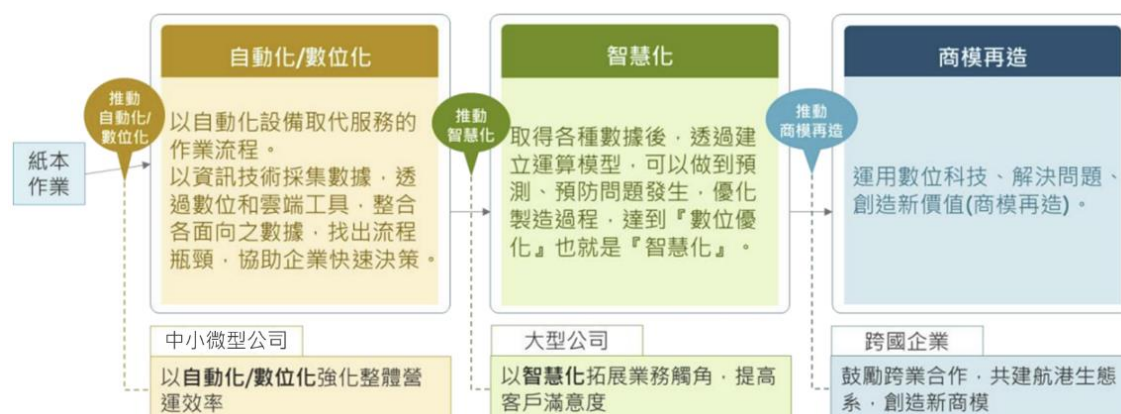 紙本
作業
推動
自動化/
數位化
自動化/數位化
以自動化設備取代服務的
作業流程。
以資訊技術採集數據，透
過數位和雲端工具，整合
各面向之數據，找出流程
瓶頸，協助企業快速決策。
中小微型公司
以自動化/數位化強化整體營
運效率
推動
智慧化
智慧化
取得各種數據後，透過建
立運算模型，可以做到預
測、預防問題發生，優化
製造過程，達到『數位優
化』也就是『智慧化』。
大型公司
以智慧化拓展業務觸角，提高
客戶滿意度
推動
商模再造
商模再造
運用數位科技、解決問題、
創造新價值(商模再造)。
跨國企業
鼓勵跨業合作，共建航港生態
系，創造新商模